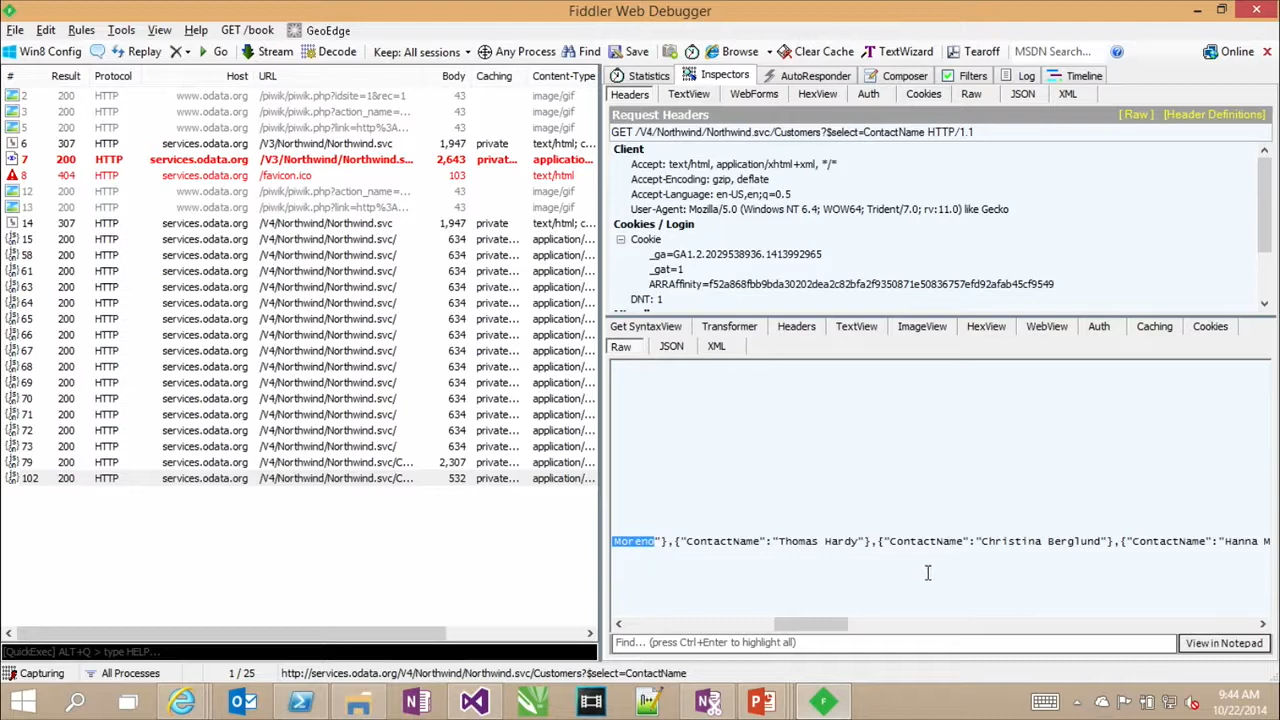 Fiddler Web Debugger
File Edit Rules Tools View Help GET /book GeoEdge
Win8 Config Replay Go Stream Decode Keep: All sessions Any Process Find Save Browse Clear Cache TextWizard Tearoff MSDN Search... Online
# Result Protocol Host URL Body Caching Content-Type
2 200 HTTP www.odata.org /piwik/piwik.php?idsite=1&rec=1 43 image/gif
3 200 HTTP www.odata.org /piwik/piwik.php?action_name=... 43 image/gif
5 200 HTTP www.odata.org /piwik/piwik.php?link=http%3A... 43 image/gif
6 307 HTTP services.odata.org /V3/Northwind/Northwind.svc 1,947 private text/html; c...
7 200 HTTP services.odata.org /V3/Northwind/Northwind.s... 2,643 privat... applicatio...
8 404 HTTP services.odata.org /favicon.ico 103 text/html
12 200 HTTP www.odata.org /piwik/piwik.php?action_name=... 43 image/gif
13 200 HTTP www.odata.org /piwik/piwik.php?link=http%3A... 43 image/gif
14 307 HTTP services.odata.org /V4/Northwind/Northwind.svc 1,947 private text/html; c...
15 200 HTTP services.odata.org /V4/Northwind/Northwind.svc/ 634 private... application/...
58 200 HTTP services.odata.org /V4/Northwind/Northwind.svc/ 634 private... application/...
61 200 HTTP services.odata.org /V4/Northwind/Northwind.svc/ 634 private... application/...
63 200 HTTP services.odata.org /V4/Northwind/Northwind.svc/ 634 private... application/...
64 200 HTTP services.odata.org /V4/Northwind/Northwind.svc/ 634 private... application/...
65 200 HTTP services.odata.org /V4/Northwind/Northwind.svc/ 634 private... application/...
66 200 HTTP services.odata.org /V4/Northwind/Northwind.svc/ 634 private... application/...
67 200 HTTP services.odata.org /V4/Northwind/Northwind.svc/ 634 private... application/...
68 200 HTTP services.odata.org /V4/Northwind/Northwind.svc/ 634 private... application/...
69 200 HTTP services.odata.org /V4/Northwind/Northwind.svc/ 634 private... application/...
70 200 HTTP services.odata.org /V4/Northwind/Northwind.svc/ 634 private... application/...
71 200 HTTP services.odata.org /V4/Northwind/Northwind.svc/ 634 private... application/...
72 200 HTTP services.odata.org /V4/Northwind/Northwind.svc/ 634 private... application/...
73 200 HTTP services.odata.org /V4/Northwind/Northwind.svc/ 634 private... application/...
79 200 HTTP services.odata.org /V4/Northwind/Northwind.svc/C... 2,307 private... application/...
102 200 HTTP services.odata.org /V4/Northwind/Northwind.svc/C... 532 private... application/...
[QuickExec] ALT+Q > type HELP...
Statistics Inspectors AutoResponder Composer Filters Log Timeline
Headers TextView WebForms HexView Auth Cookies Raw JSON XML
Request Headers [ Raw ] [Header Definitions]
GET /V4/Northwind/Northwind.svc/Customers?$select=ContactName HTTP/1.1
Client
Accept: text/html, application/xhtml+xml, */*
Accept-Encoding: gzip, deflate
Accept-Language: en-US,en;q=0.5
User-Agent: Mozilla/5.0 (Windows NT 6.4; WOW64; Trident/7.0; rv:11.0) like Gecko
Cookies / Login
Cookie
_ga=GA1.2.2029538936.1413992965
_gat=1
ARRAffinity=f52a868fbb9bda30202dea2c82bfa2f9350871e50836757efd92afab45cf9549
DNT: 1
Get SyntaxView Transformer Headers TextView ImageView HexView WebView Auth Caching Cookies
Raw JSON XML
Moreno"},{"ContactName":"Thomas Hardy"},{"ContactName":"Christina Berglund"},{"ContactName":"Hanna M
Find... (press Ctrl+Enter to highlight all) View in Notepad
Capturing All Processes 1 / 25 http://services.odata.org/V4/Northwind/Northwind.svc/Customers?$select=ContactName
9:44 AM
10/22/2014